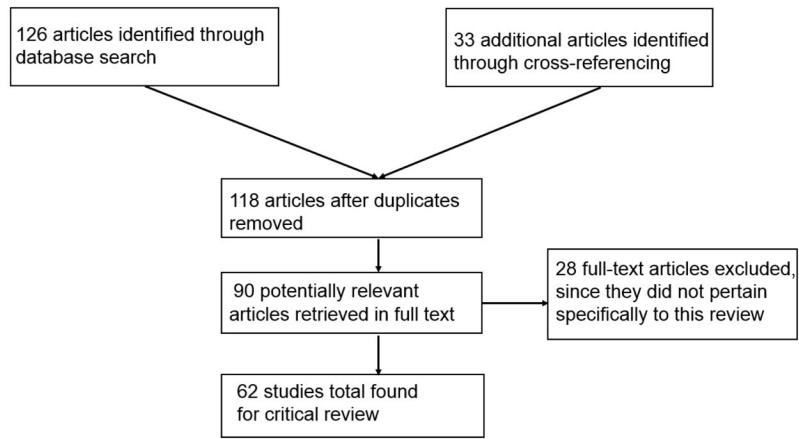 126 articles identified through
database search
33 additional articles identified
through cross-referencing
118 articles after duplicates
removed
90 potentially relevant
articles retrieved in full text
28 full-text articles excluded,
since they did not pertain
specifically to this review
62 studies total found
for critical review